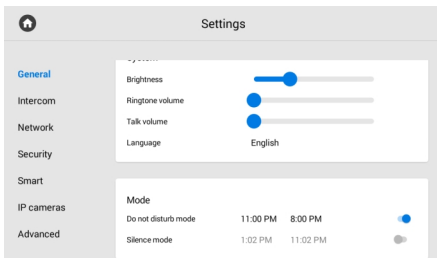 Settings
General
Intercom
Network
Security
Smart
IP cameras
Advanced
System
Brightness
Ringtone volume
Talk volume
Language English
Mode
Do not disturb mode 11:00 PM 8:00 PM
Silence mode 1:02 PM 11:02 PM